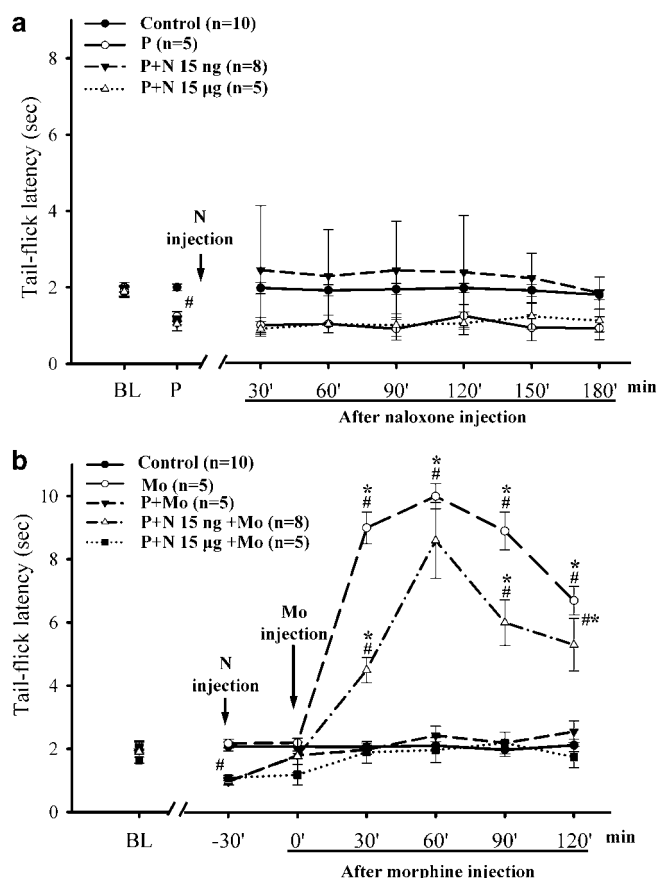 a
Control (n=10)
P (n=5)
P+N 15 ng (n=8)
P+N 15 µg (n=5)
Tail-flick latency (sec)
8
6
4
2
0
N
injection
#
BL
P
30'
60'
90'
120'
150'
180'
min
After naloxone injection
b
Control (n=10)
Mo (n=5)
P+Mo (n=5)
P+N 15 ng +Mo (n=8)
P+N 15 µg +Mo (n=5)
Tail-flick latency (sec)
10
8
6
4
2
0
N
injection
Mo
injection
#
*
#
*
#
*
#
*
#
*
#
*
#
#*
BL
-30'
0'
30'
60'
90'
120'
min
After morphine injection